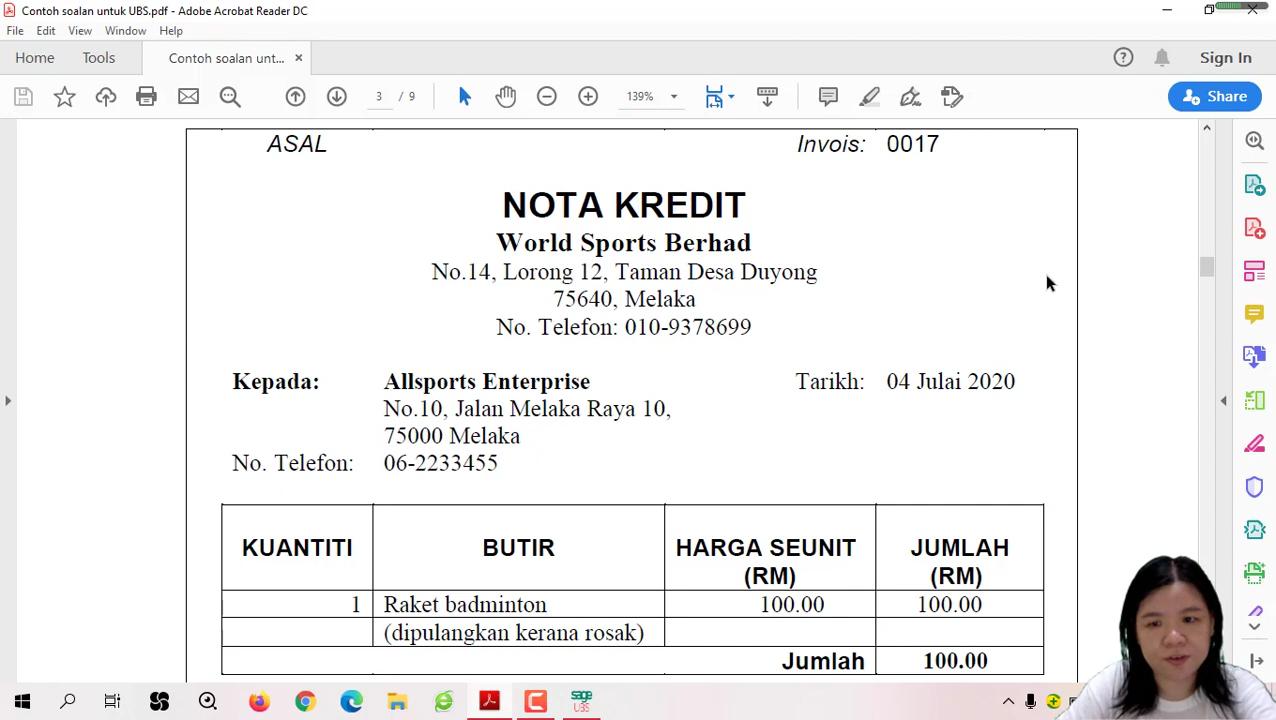 Contoh soalan untuk UBS.pdf - Adobe Acrobat Reader DC
File Edit View Window Help
Home Tools Contoh soalan unt... × Sign In
3 / 9 139% Share
ASAL Invois: 0017
NOTA KREDIT
World Sports Berhad
No.14, Lorong 12, Taman Desa Duyong
75640, Melaka
No. Telefon: 010-9378699
Kepada: Allsports Enterprise Tarikh: 04 Julai 2020
No.10, Jalan Melaka Raya 10,
75000 Melaka
No. Telefon: 06-2233455
KUANTITI BUTIR HARGA SEUNIT (RM) JUMLAH (RM)
1 Raket badminton 100.00 100.00
(dipulangkan kerana rosak)
Jumlah 100.00
sage UBS